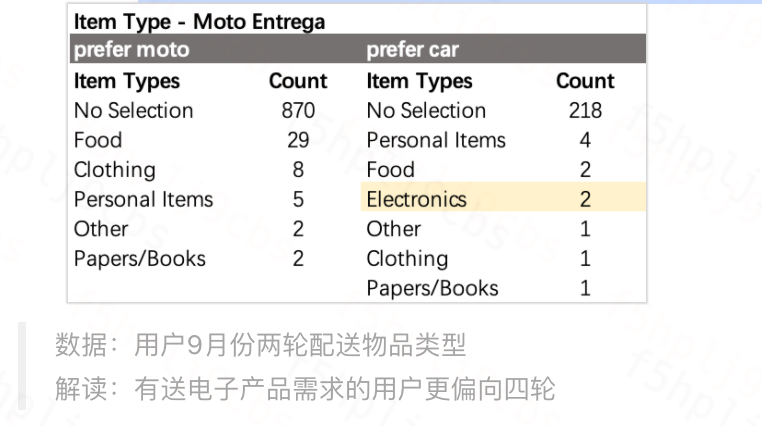 Item Type - Moto Entrega
prefer moto prefer car
Item Types Count Item Types Count
No Selection 870 No Selection 218
Food 29 Personal Items 4
Clothing 8 Food 2
Personal Items 5 Electronics 2
Other 2 Other 1
Papers/Books 2 Clothing 1
Papers/Books 1
数据：用户9月份两轮配送物品类型
解读：有送电子产品需求的用户更偏向四轮